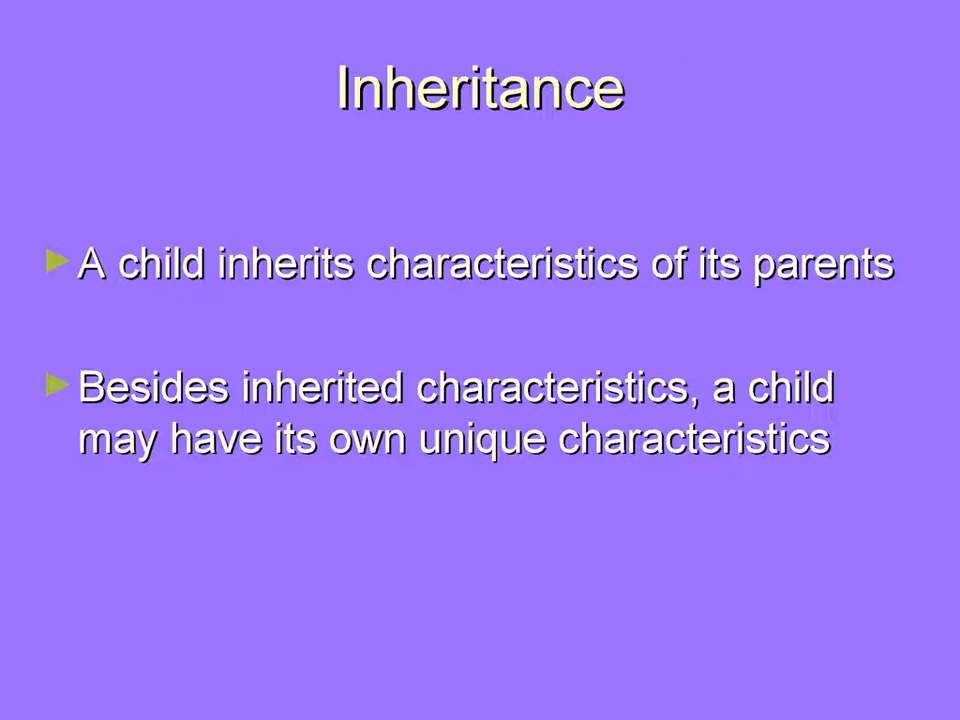 Inheritance
A child inherits characteristics of its parents
Besides inherited characteristics, a child
may have its own unique characteristics